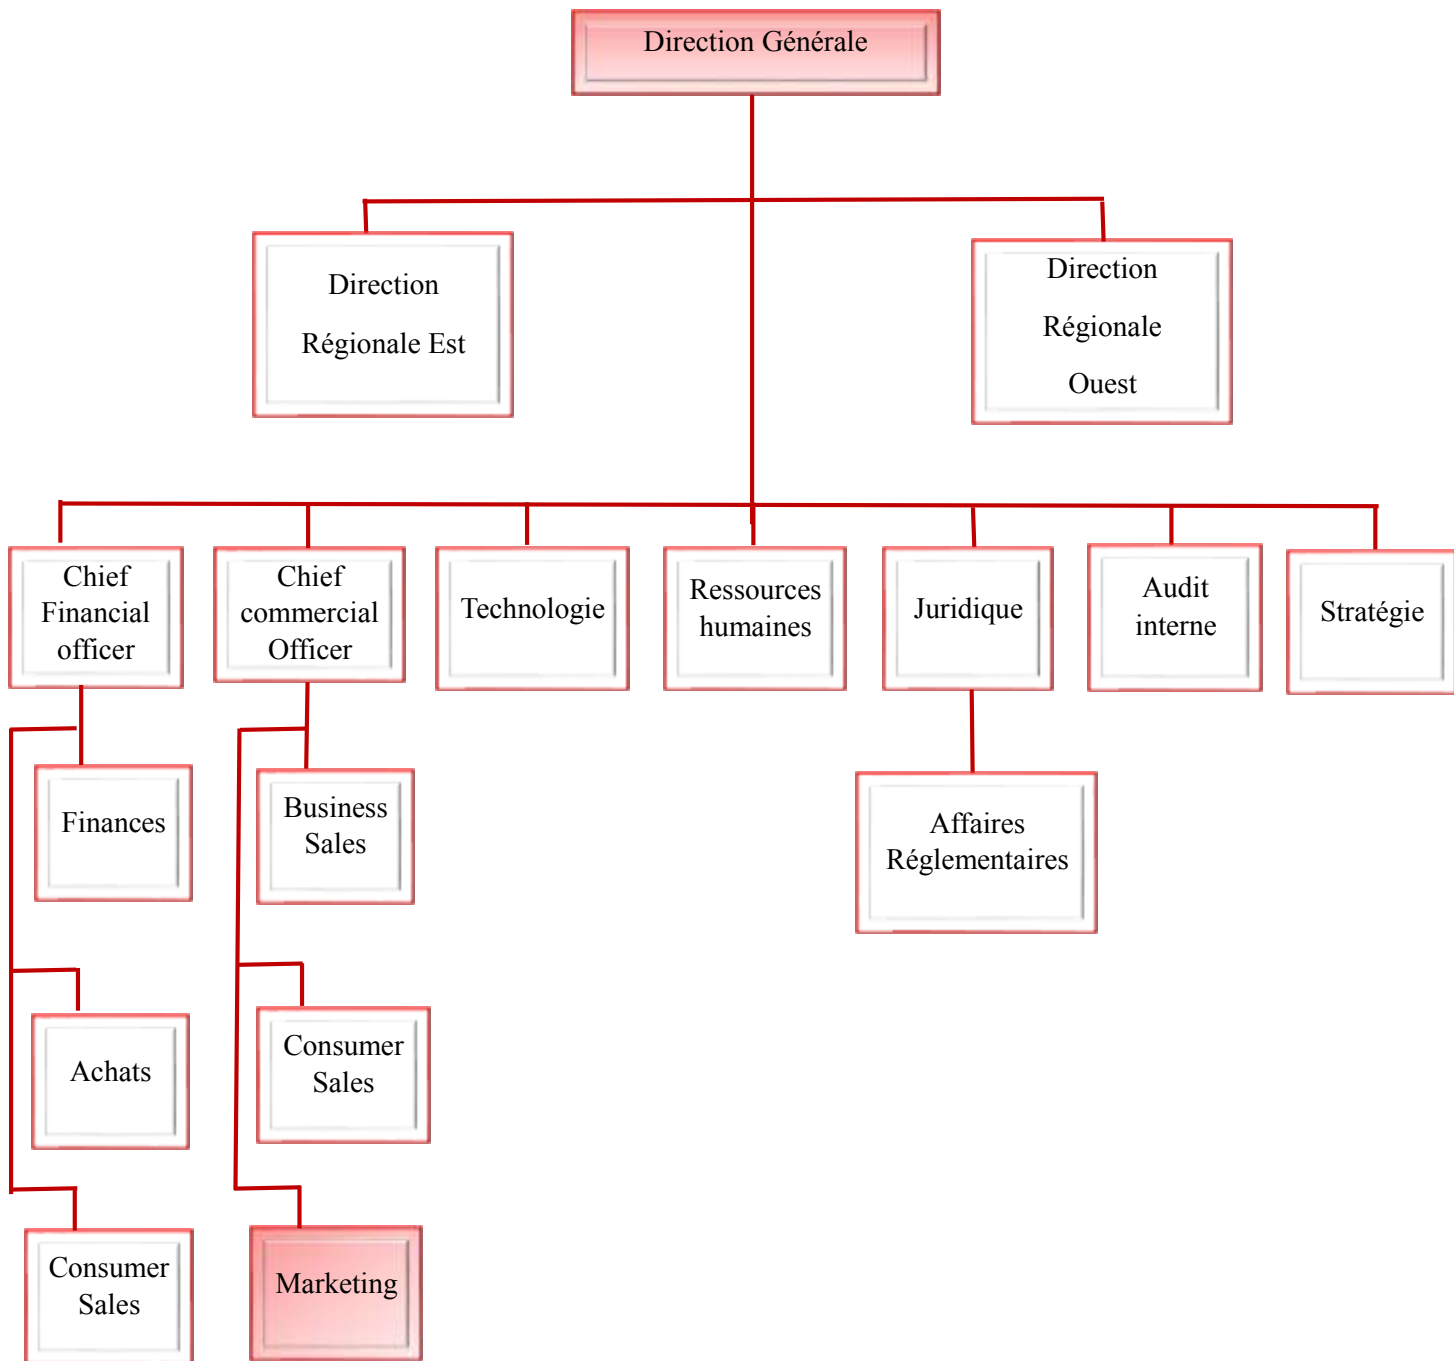 Direction Générale
Direction
Régionale Est
Direction
Régionale
Ouest
Chief
Financial
officer
Chief
commercial
Officer
Technologie
Ressources
humaines
Juridique
Audit
interne
Stratégie
Finances
Business
Sales
Affaires
Réglementaires
Achats
Consumer
Sales
Consumer
Sales
Marketing